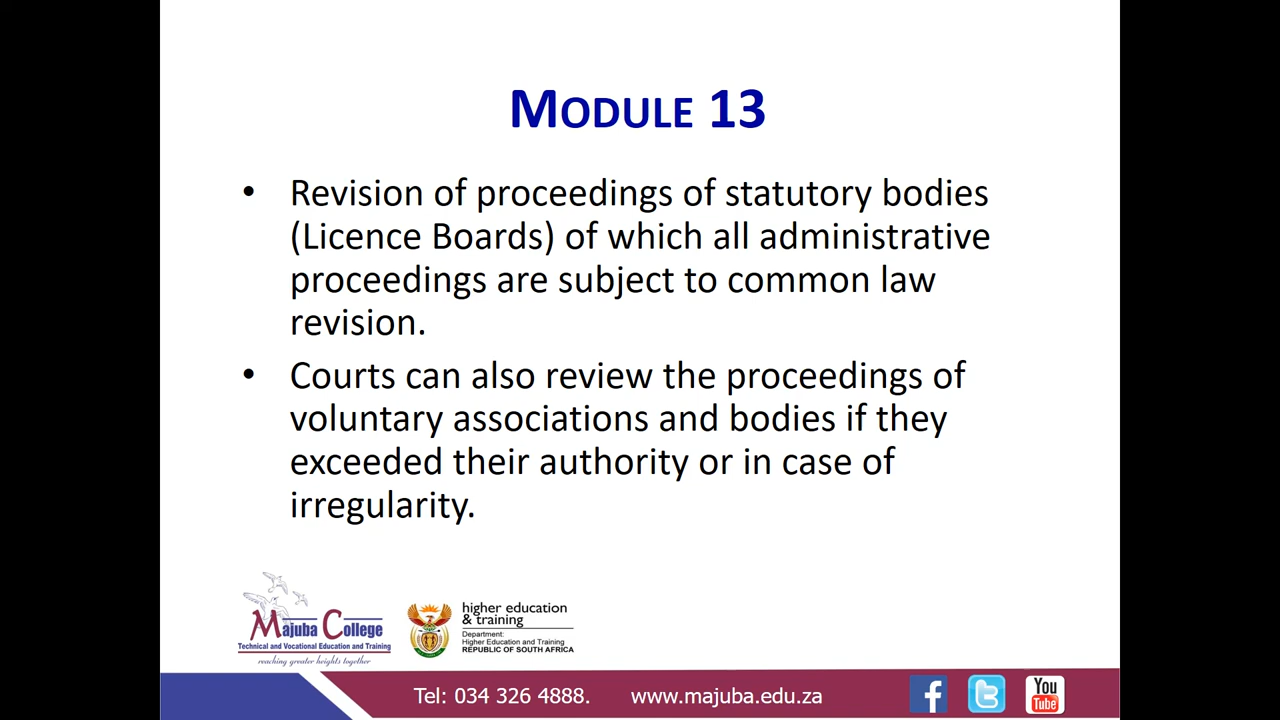 MODULE 13
• Revision of proceedings of statutory bodies
(Licence Boards) of which all administrative
proceedings are subject to common law
revision.
• Courts can also review the proceedings of
voluntary associations and bodies if they
exceeded their authority or in case of
irregularity.
Majuba College
Technical and Vocational Education and Training
reaching greater heights together
higher education
& training
Department:
Higher Education and Training
REPUBLIC OF SOUTH AFRICA
Tel: 034 326 4888. www.majuba.edu.za
You
Tube